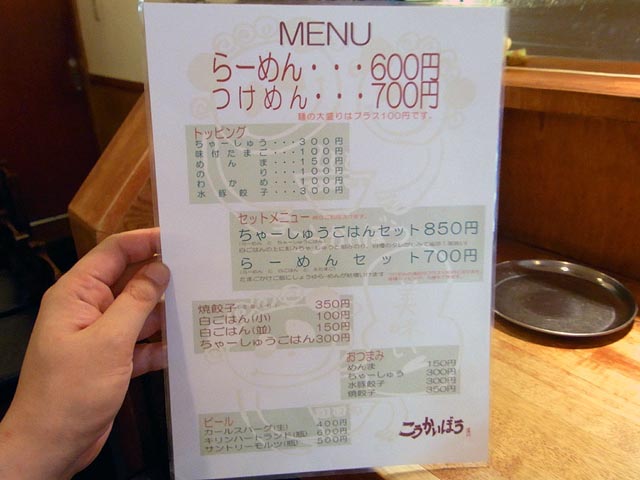 MENU
らーめん・・・600円
つけめん・・・700円
麺の大盛りはプラス100円です。
トッピング
ちゃーしゅう・・・300円
味付たまご・・・100円
めんま・・・150円
のり・・・100円
わかめ・・・100円
水豚餃子・・・300円
セットメニュー
ちゃーしゅうごはんセット850円
らーめんセット700円
焼餃子 350円
白ごはん(小) 100円
白ごはん(並) 150円
ちゃーしゅうごはん300円
おつまみ
めんま 150円
ちゅーしゅう 300円
水豚餃子 300円
焼餃子 350円
ビール
カールスバーグ(生) 400円
キリンハートランド(瓶) 600円
サントリーモルツ(瓶) 500円
こうかいぼう